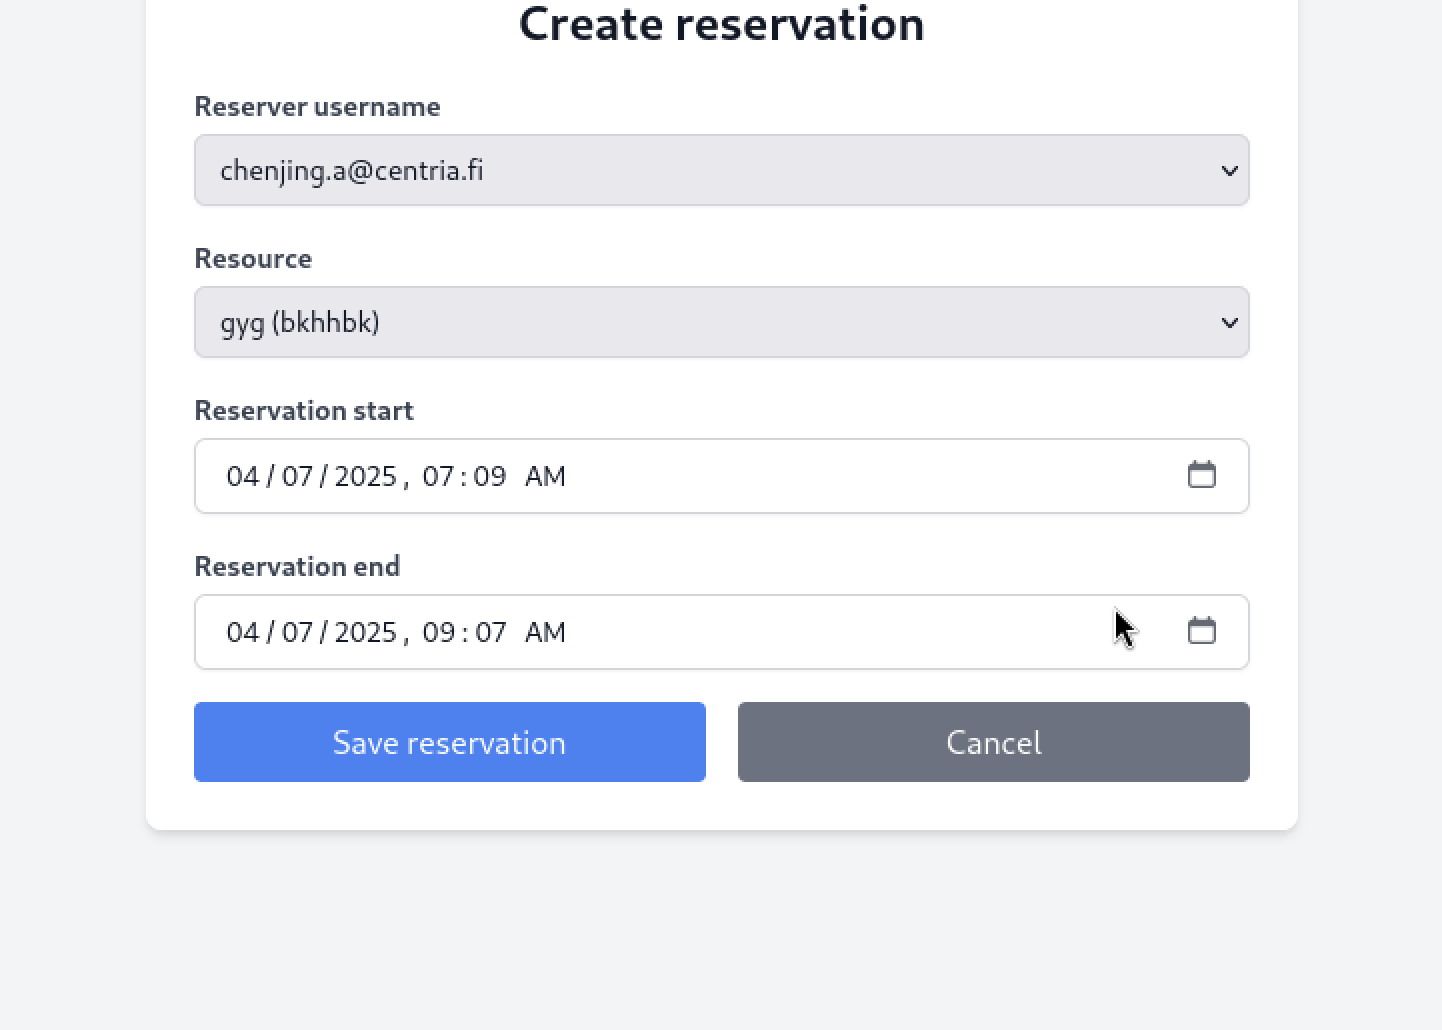 Create reservation
Reserver username
chenjing.a@centria.fi
Resource
gyg (bkhhbk)
Reservation start
04/07/2025, 07:09 AM
Reservation end
04/07/2025, 09:07 AM
Save reservation
Cancel